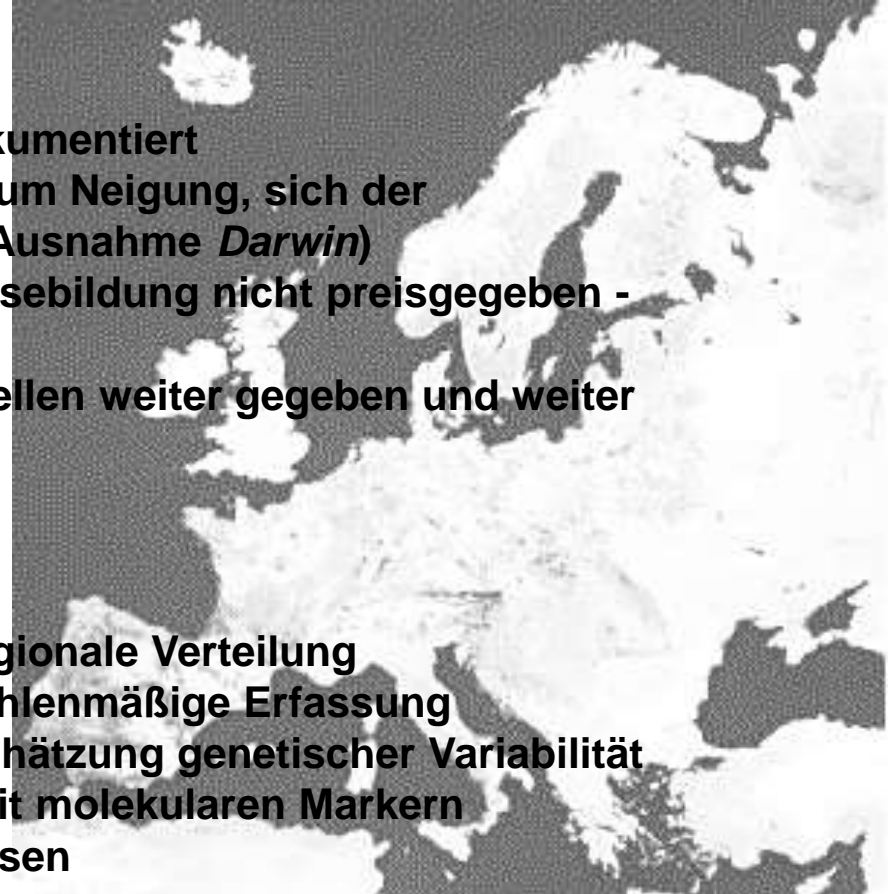 kumentiert
um Neigung, sich der
Ausnahme Darwin)
sebildung nicht preisgegeben -
ellen weiter gegeben und weiter
gionale Verteilung
hlenmäßige Erfassung
hätzung genetischer Variabilität
it molekularen Markern
sen